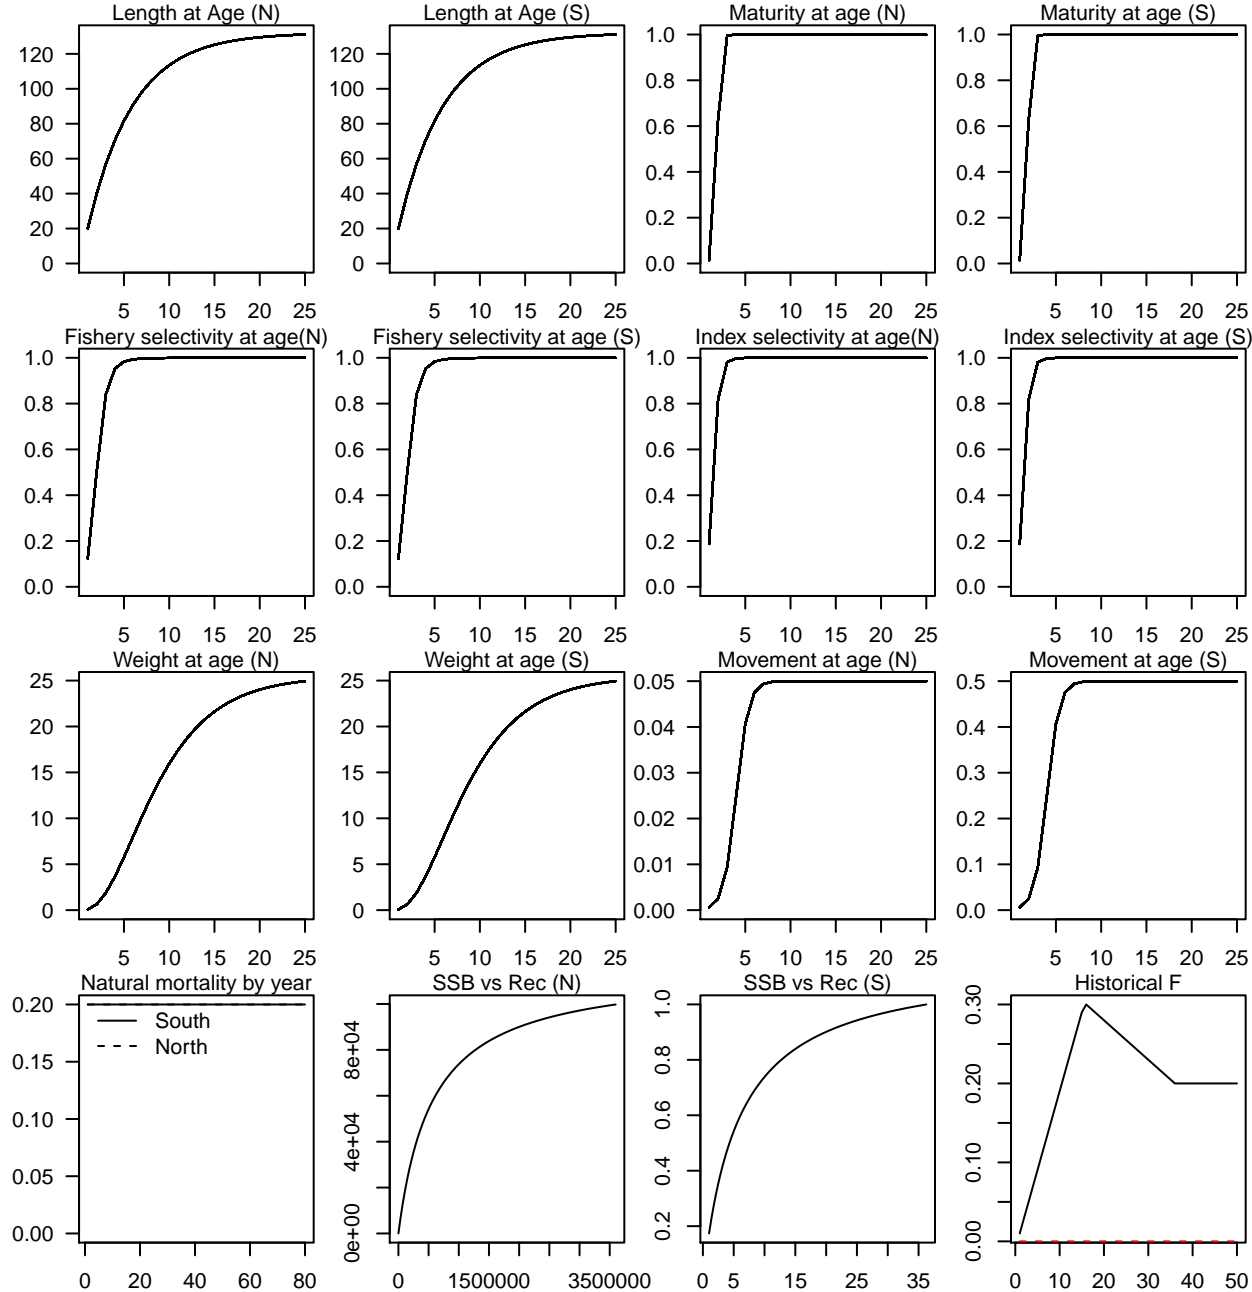 Length at Age (N)
120
100
80
60
40
20
0
5 10 15 20 25
Length at Age (S)
120
100
80
60
40
20
0
5 10 15 20 25
Maturity at age (N)
1.0
0.8
0.6
0.4
0.2
0.0
5 10 15 20 25
Maturity at age (S)
1.0
0.8
0.6
0.4
0.2
0.0
5 10 15 20 25
Fishery selectivity at age(N)
1.0
0.8
0.6
0.4
0.2
0.0
5 10 15 20 25
Fishery selectivity at age (S)
1.0
0.8
0.6
0.4
0.2
0.0
5 10 15 20 25
Index selectivity at age(N)
1.0
0.8
0.6
0.4
0.2
0.0
5 10 15 20 25
Index selectivity at age (S)
1.0
0.8
0.6
0.4
0.2
0.0
5 10 15 20 25
Weight at age (N)
25
20
15
10
5
0
5 10 15 20 25
Weight at age (S)
25
20
15
10
5
0
5 10 15 20 25
Movement at age (N)
0.05
0.04
0.03
0.02
0.01
0.00
5 10 15 20 25
Movement at age (S)
0.5
0.4
0.3
0.2
0.1
0.0
5 10 15 20 25
Natural mortality by year
0.20
0.15
0.10
0.05
0.00
South
North
0 20 40 60 80
SSB vs Rec (N)
8e+04
4e+04
0e+00
0 1500000 3500000
SSB vs Rec (S)
1.0
0.8
0.6
0.4
0.2
0 5 15 25 35
Historical F
0.30
0.20
0.10
0.00
0 10 20 30 40 50